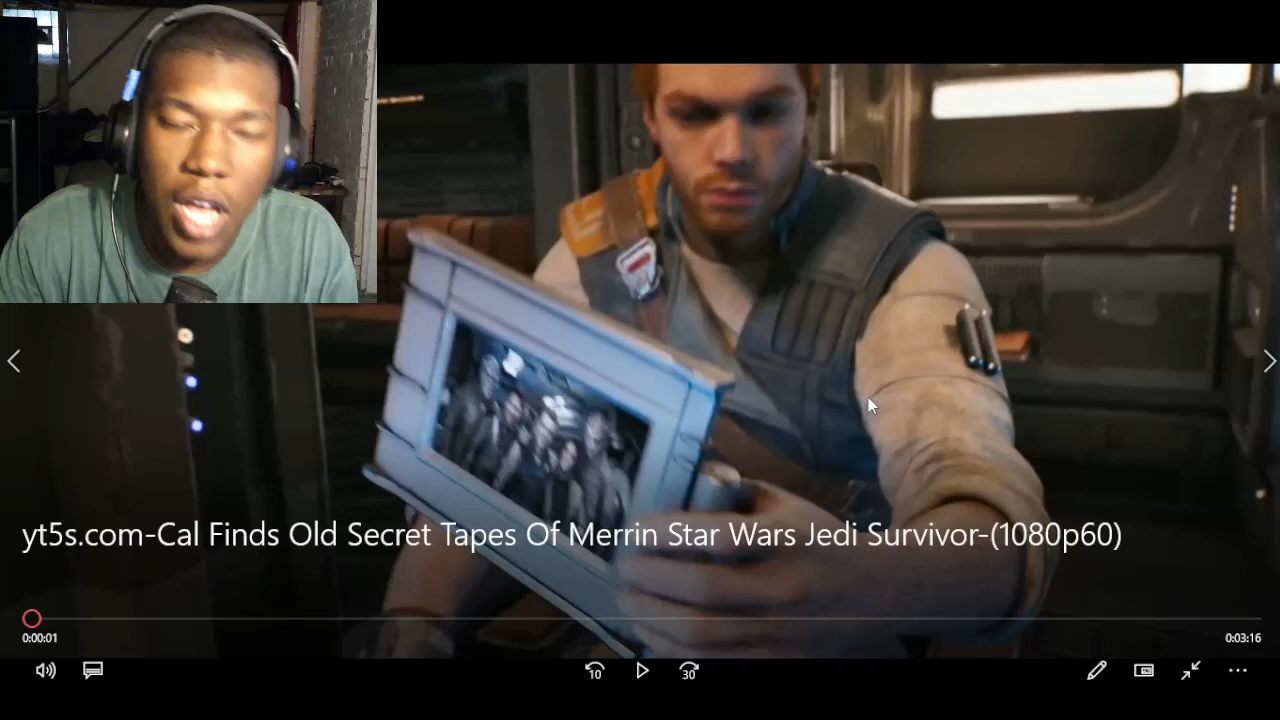 yt5s.com-Cal Finds Old Secret Tapes Of Merrin Star Wars Jedi Survivor-(1080p60)
0:00:01
0:03:16
10
30